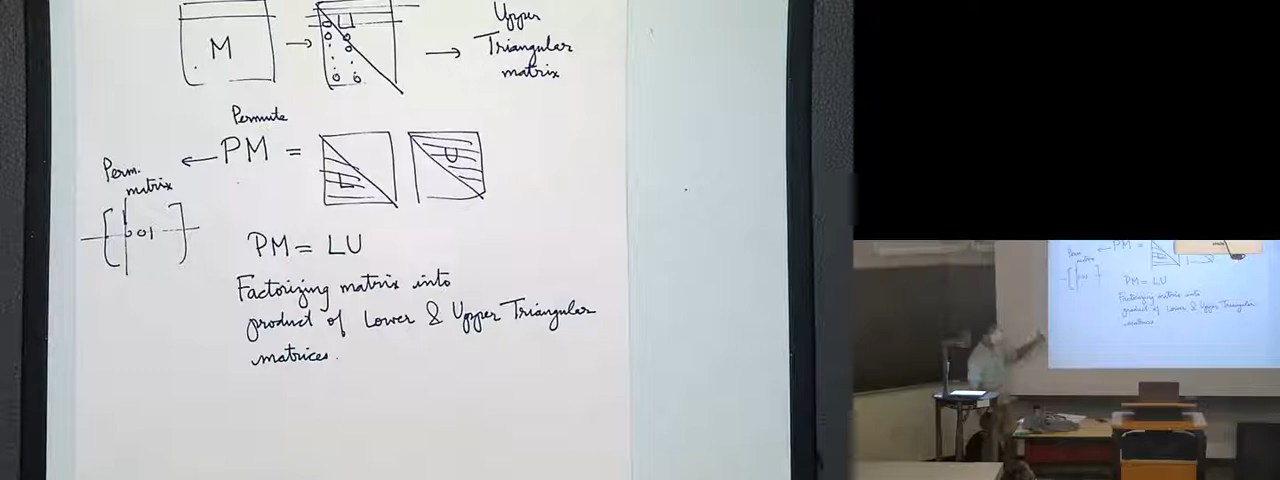 M
U
Upper
Triangular
matrix
Permute
PM =
L
U
Perm.
matrix
PM = LU
Factorizing matrix into
product of Lower & Upper Triangular
matrices.